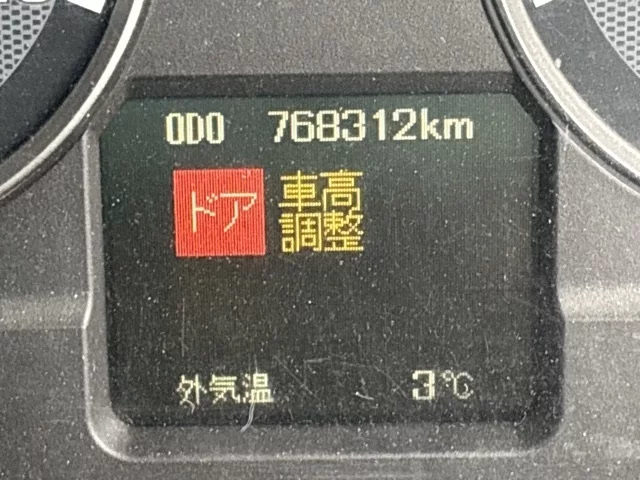 ODO 768312km
ドア 車高
調整
外気温 3℃